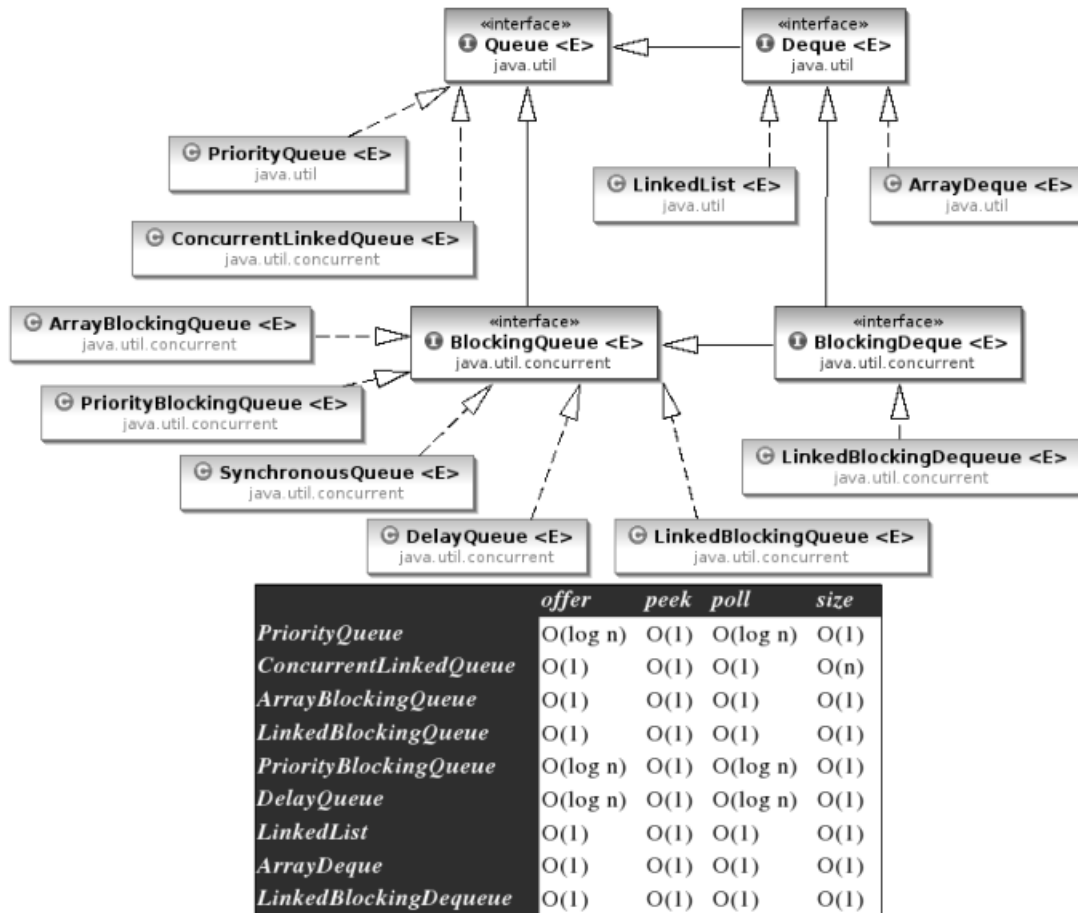 «interface»
Queue <E>
java.util
«interface»
Deque <E>
java.util
PriorityQueue <E>
java.util
LinkedList <E>
java.util
ArrayDeque <E>
java.util
ConcurrentLinkedQueue <E>
java.util.concurrent
ArrayBlockingQueue <E>
java.util.concurrent
«interface»
BlockingQueue <E>
java.util.concurrent
«interface»
BlockingDeque <E>
java.util.concurrent
PriorityBlockingQueue <E>
java.util.concurrent
SynchronousQueue <E>
java.util.concurrent
LinkedBlockingDequeue <E>
java.util.concurrent
DelayQueue <E>
java.util.concurrent
LinkedBlockingQueue <E>
java.util.concurrent
offer peek poll size
PriorityQueue O(log n) O(1) O(log n) O(1)
ConcurrentLinkedQueue O(1) O(1) O(1) O(n)
ArrayBlockingQueue O(1) O(1) O(1) O(1)
LinkedBlockingQueue O(1) O(1) O(1) O(1)
PriorityBlockingQueue O(log n) O(1) O(log n) O(1)
DelayQueue O(log n) O(1) O(log n) O(1)
LinkedList O(1) O(1) O(1) O(1)
ArrayDeque O(1) O(1) O(1) O(1)
LinkedBlockingDequeue O(1) O(1) O(1) O(1)